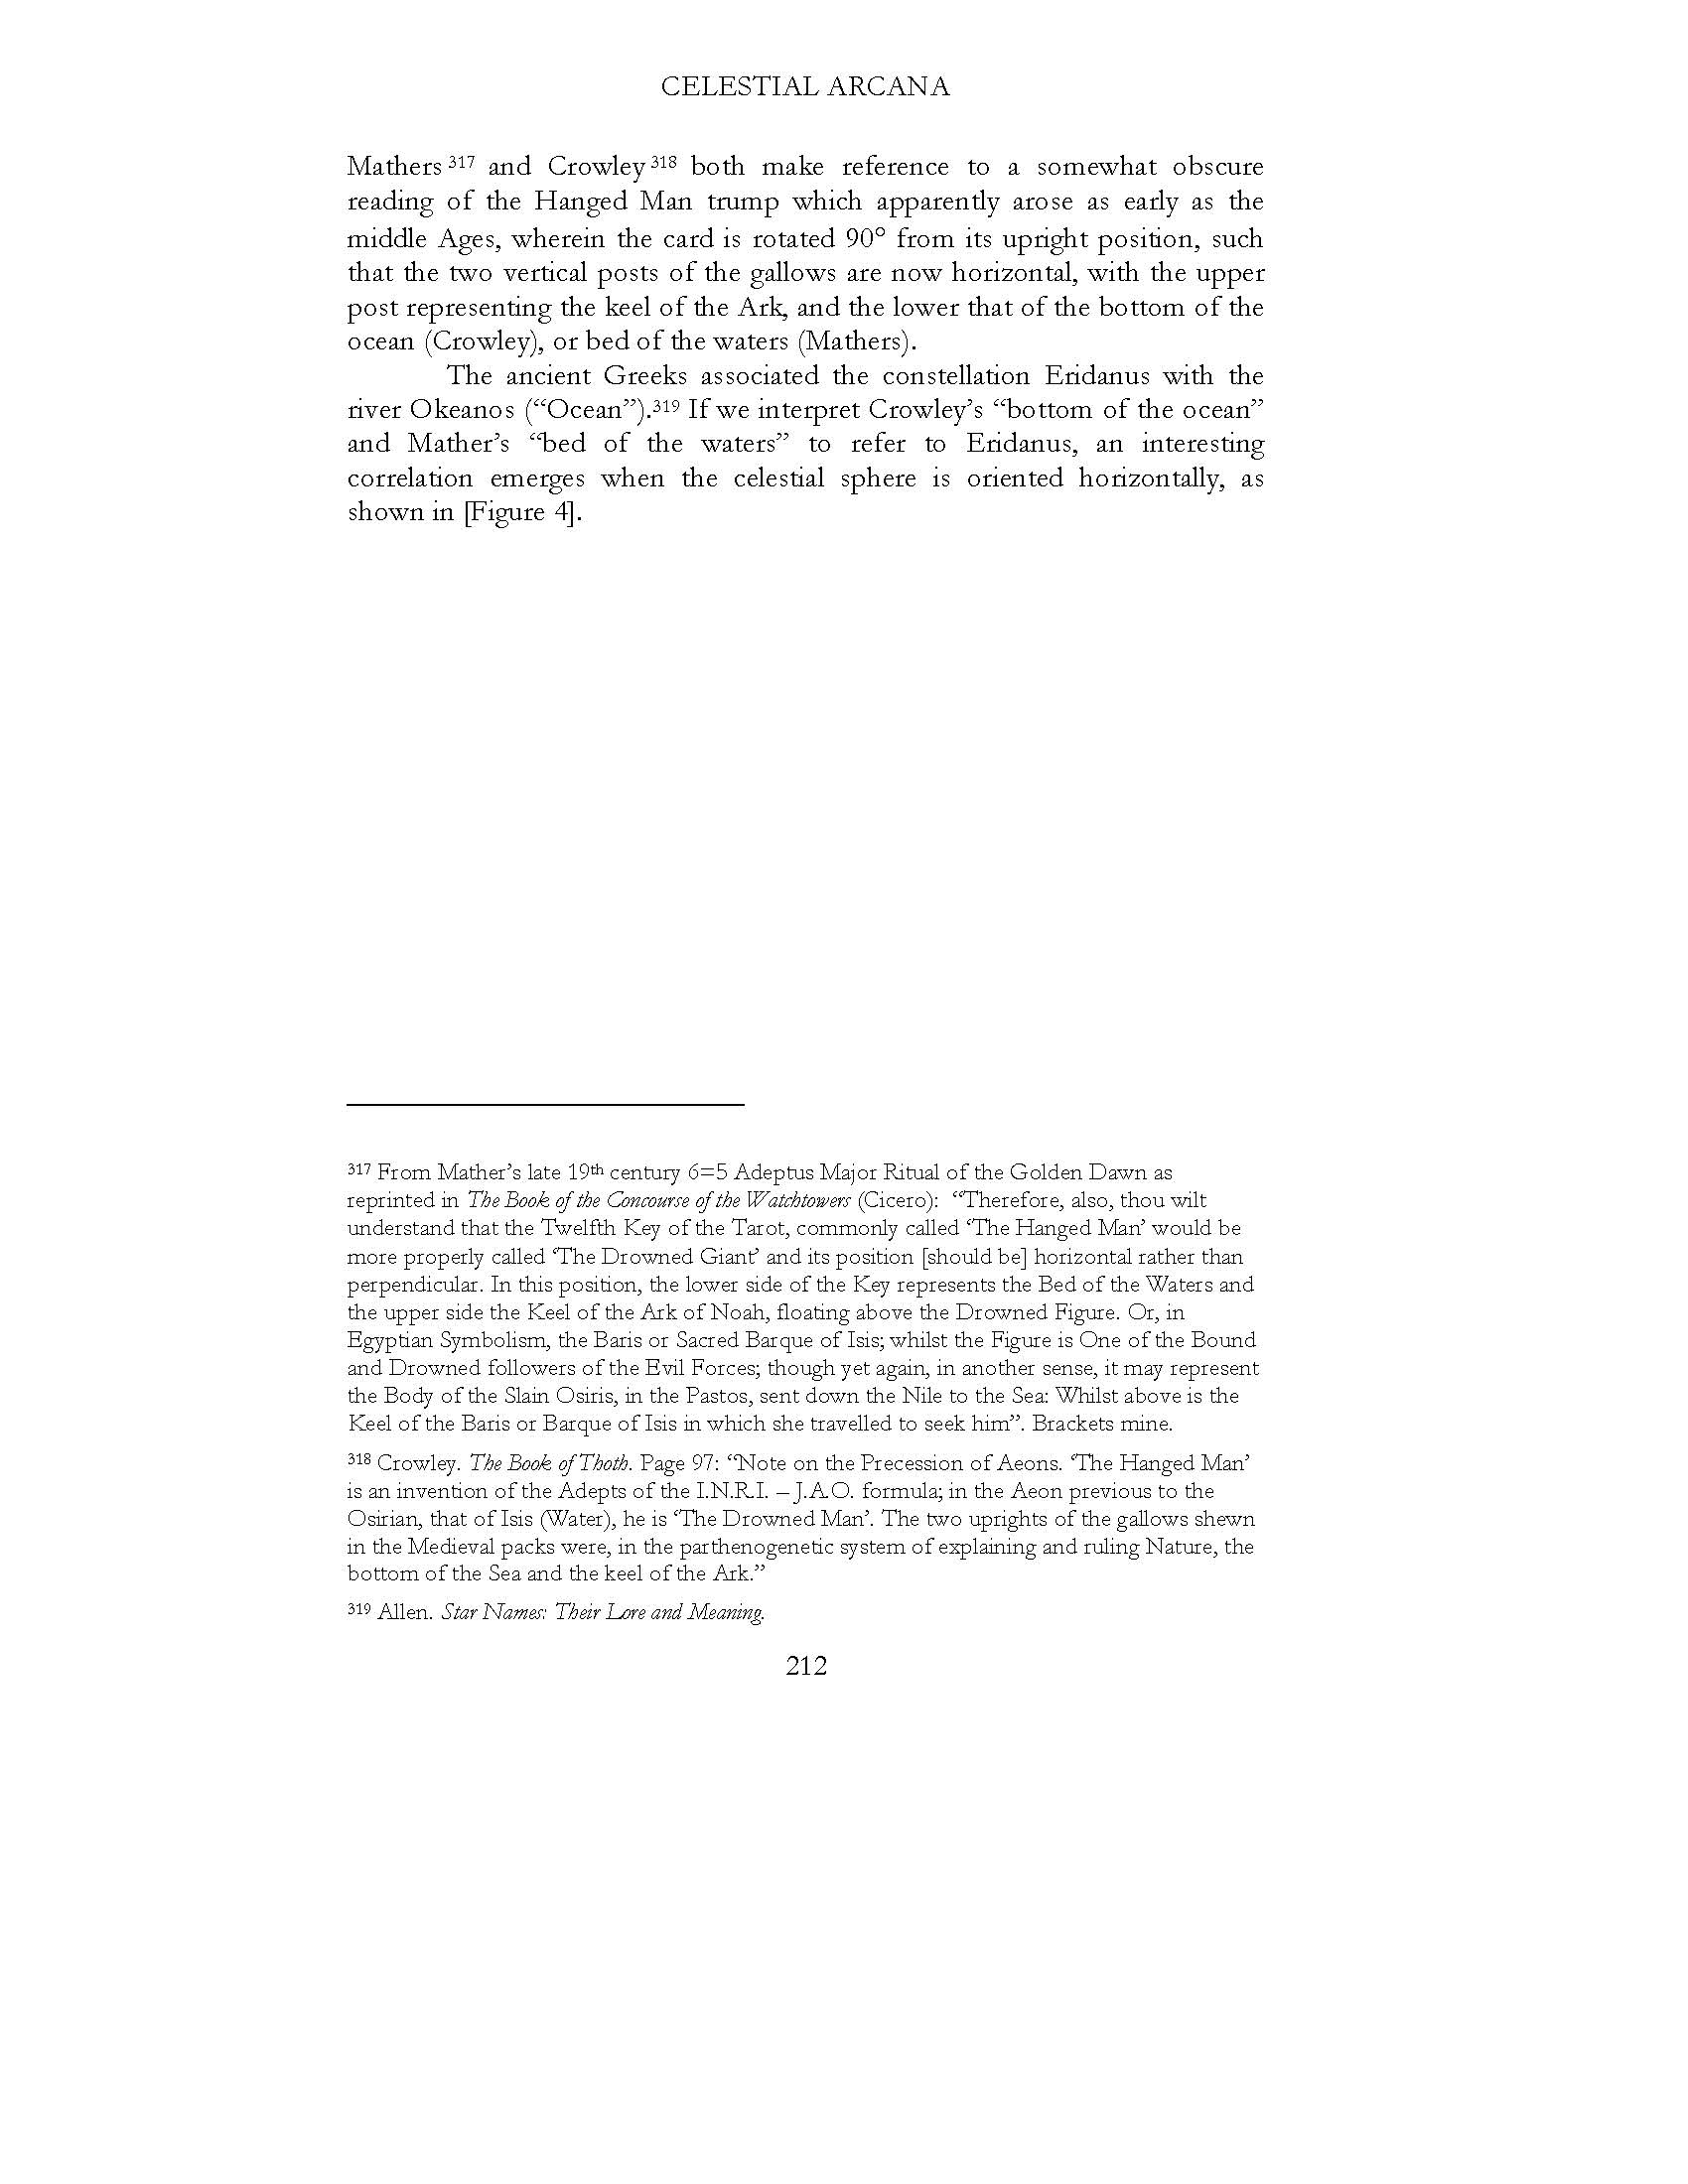 CELESTIAL ARCANA
Mathers 317 and Crowley 318 both make reference to a somewhat obscure
reading of the Hanged Man trump which apparently arose as early as the
middle Ages, wherein the card is rotated 90° from its upright position, such
that the two vertical posts of the gallows are now horizontal, with the upper
post representing the keel of the Ark, and the lower that of the bottom of the
ocean (Crowley), or bed of the waters (Mathers).
The ancient Greeks associated the constellation Eridanus with the
river Okeanos (“Ocean”).319 If we interpret Crowley’s “bottom of the ocean”
and Mather’s “bed of the waters” to refer to Eridanus, an interesting
correlation emerges when the celestial sphere is oriented horizontally, as
shown in [Figure 4].
317 From Mather’s late 19th century 6=5 Adeptus Major Ritual of the Golden Dawn as
reprinted in The Book of the Concourse of the Watchtowers (Cicero): “Therefore, also, thou wilt
understand that the Twelfth Key of the Tarot, commonly called ‘The Hanged Man’ would be
more properly called ‘The Drowned Giant’ and its position [should be] horizontal rather than
perpendicular. In this position, the lower side of the Key represents the Bed of the Waters and
the upper side the Keel of the Ark of Noah, floating above the Drowned Figure. Or, in
Egyptian Symbolism, the Baris or Sacred Barque of Isis; whilst the Figure is One of the Bound
and Drowned followers of the Evil Forces; though yet again, in another sense, it may represent
the Body of the Slain Osiris, in the Pastos, sent down the Nile to the Sea: Whilst above is the
Keel of the Baris or Barque of Isis in which she travelled to seek him”. Brackets mine.
318 Crowley. The Book of Thoth. Page 97: “Note on the Precession of Aeons. ‘The Hanged Man’
is an invention of the Adepts of the I.N.R.I. – J.A.O. formula; in the Aeon previous to the
Osirian, that of Isis (Water), he is ‘The Drowned Man’. The two uprights of the gallows shewn
in the Medieval packs were, in the parthenogenetic system of explaining and ruling Nature, the
bottom of the Sea and the keel of the Ark.”
319 Allen. Star Names: Their Lore and Meaning.
212